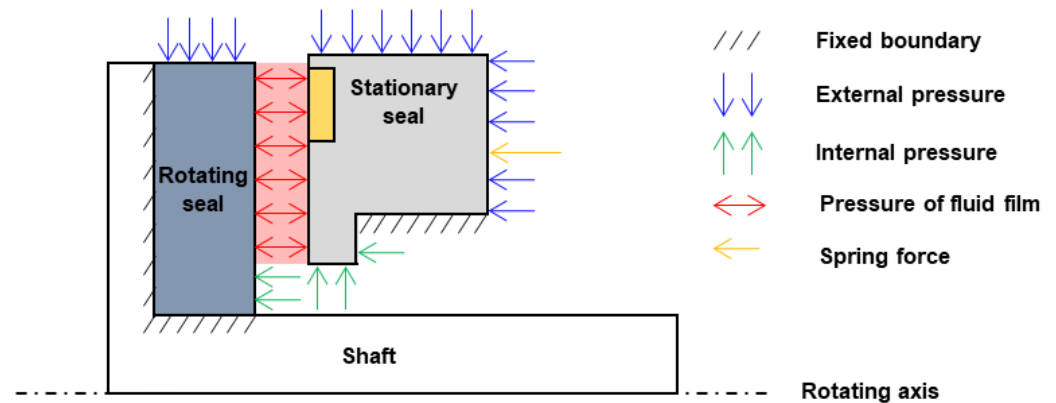 Stationary
seal
Rotating
seal
Shaft
Fixed boundary
External pressure
Internal pressure
Pressure of fluid film
Spring force
Rotating axis